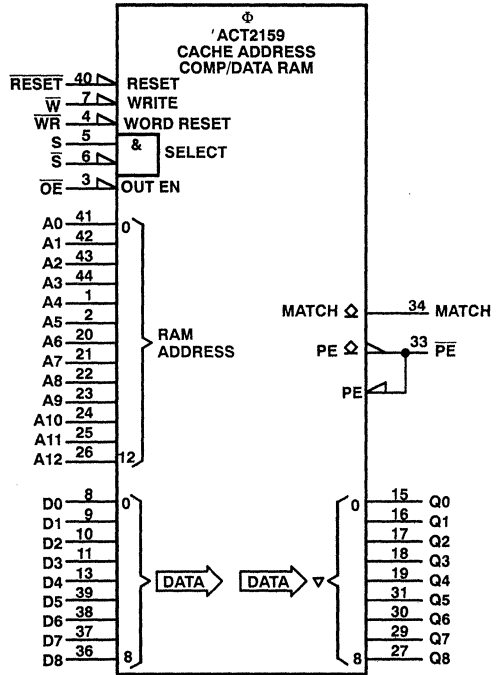 Φ
'ACT2159
CACHE ADDRESS
COMP/DATA RAM
RESET 40 RESET
W 7 WRITE
WR 4 WORD RESET
S 5 &
SELECT
S 6
OE 3 OUT EN
A0 41 0
A1 42
A2 43
A3 44
A4 1
A5 2
A6 20
A7 21
A8 22
A9 23
A10 24
A11 25
A12 26 12
RAM
ADDRESS
MATCH 34 MATCH
PE 33 PE
PE
D0 8 0
D1 9
D2 10
D3 11
D4 13
D5 39
D6 38
D7 37
D8 36 8
DATA
DATA
0 15 Q0
16 Q1
17 Q2
18 Q3
19 Q4
31 Q5
30 Q6
29 Q7
8 27 Q8